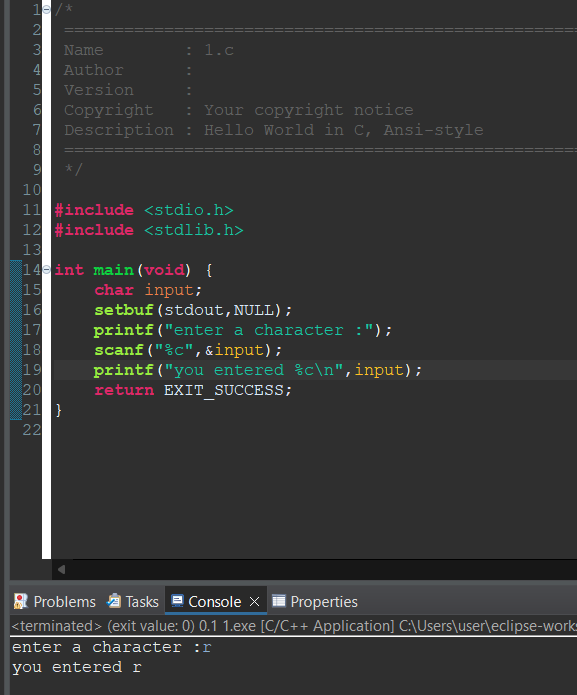 1 /*
2 ==================================================
3 Name : 1.c
4 Author :
5 Version :
6 Copyright : Your copyright notice
7 Description : Hello World in C, Ansi-style
8 ==================================================
9 */
10
11 #include <stdio.h>
12 #include <stdlib.h>
13
14 int main(void) {
15 char input;
16 setbuf(stdout,NULL);
17 printf("enter a character :");
18 scanf("%c",&input);
19 printf("you entered %c\n",input);
20 return EXIT_SUCCESS;
21 }
22
Problems Tasks Console Properties
<terminated> (exit value: 0) 0.1 1.exe [C/C++ Application] C:\Users\user\eclipse-works
enter a character :r
you entered r